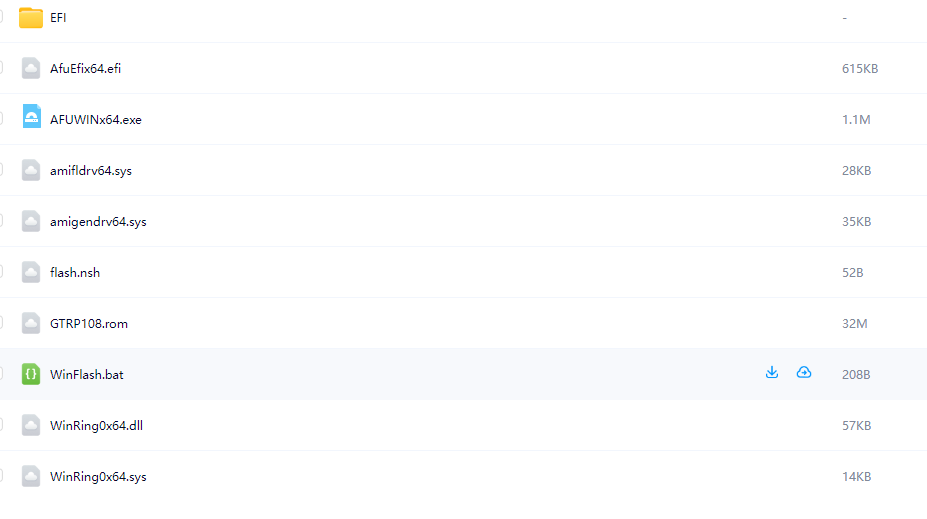 EFI -
AfuEfix64.efi 615KB
AFUWINx64.exe 1.1M
amifldrv64.sys 28KB
amigendrv64.sys 35KB
flash.nsh 52B
GTRP108.rom 32M
WinFlash.bat 208B
WinRing0x64.dll 57KB
WinRing0x64.sys 14KB